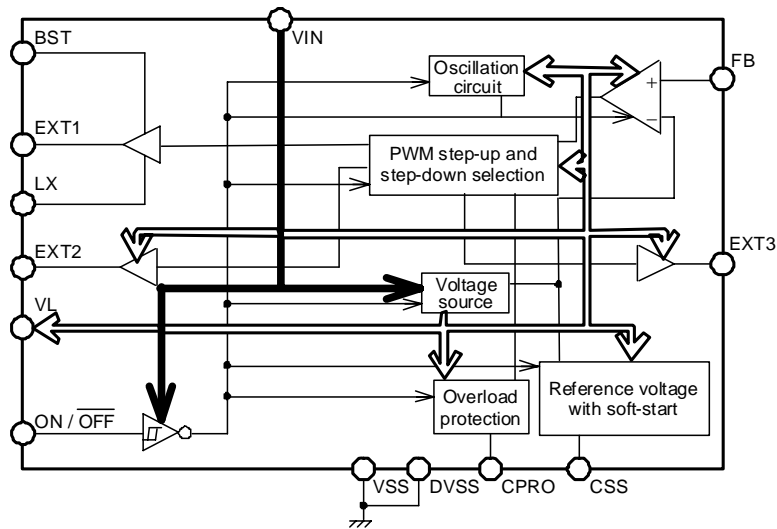 VIN
BST
FB
Oscillation
circuit
+
−
EXT1
PWM step-up and
step-down selection
LX
EXT2
EXT3
Voltage
source
VL
Reference voltage
with soft-start
Overload
protection
ON / OFF
VSS
DVSS
CPRO
CSS